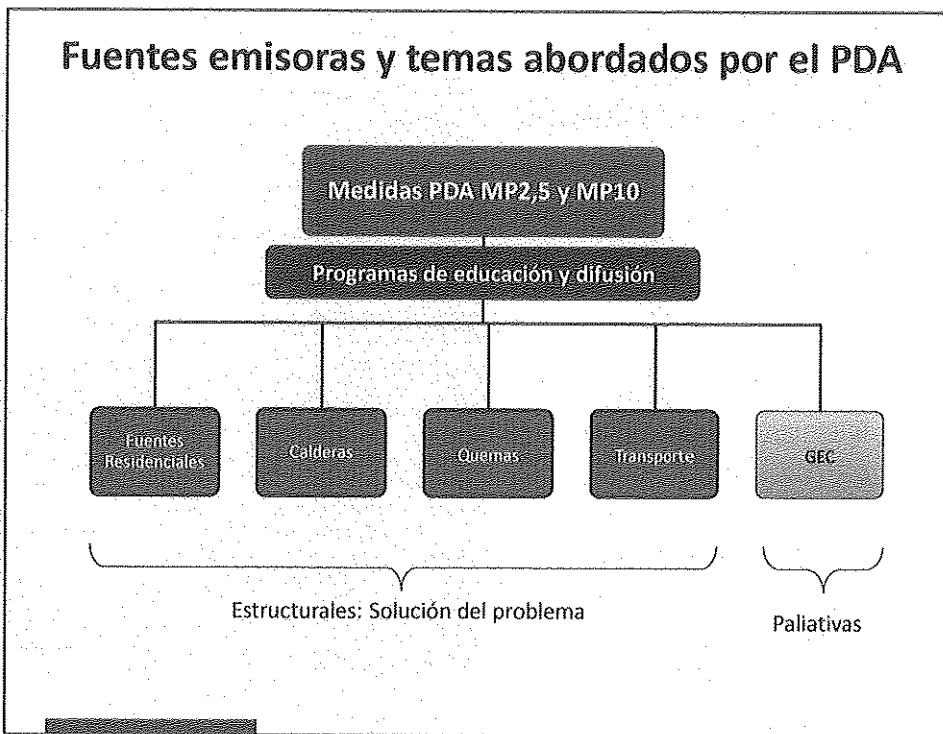 Fuentes emisoras y temas abordados por el PDA
Medidas PDA MP2,5 y MP10
Programas de educación y difusión
Fuentes
Residenciales
Calderas
Quemas
Transporte
GEC
Estructurales: Solución del problema
Paliativas